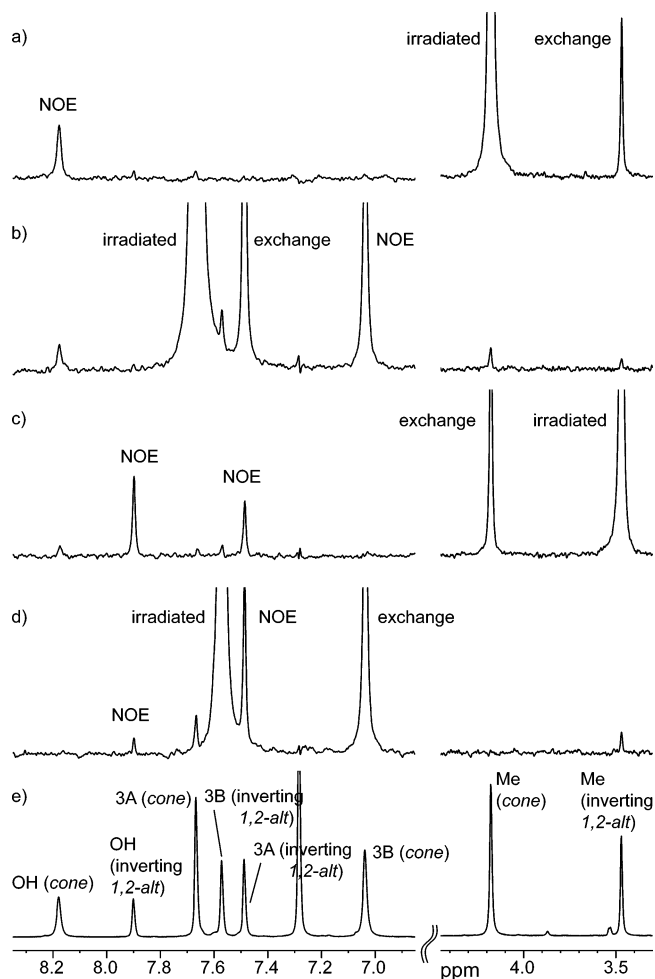 a)
irradiated
exchange
NOE
b)
irradiated
exchange
NOE
c)
exchange
irradiated
NOE
NOE
d)
irradiated
NOE
exchange
NOE
e)
3A (cone)
3B (inverting
1,2-alt)
OH
(inverting
1,2-alt)
3A (inverting
1,2-alt)
3B (cone)
OH (cone)
Me
(cone)
Me
(inverting
1,2-alt)
8.2 8.0 7.8 7.6 7.4 7.2 7.0 ppm 4.0 3.5